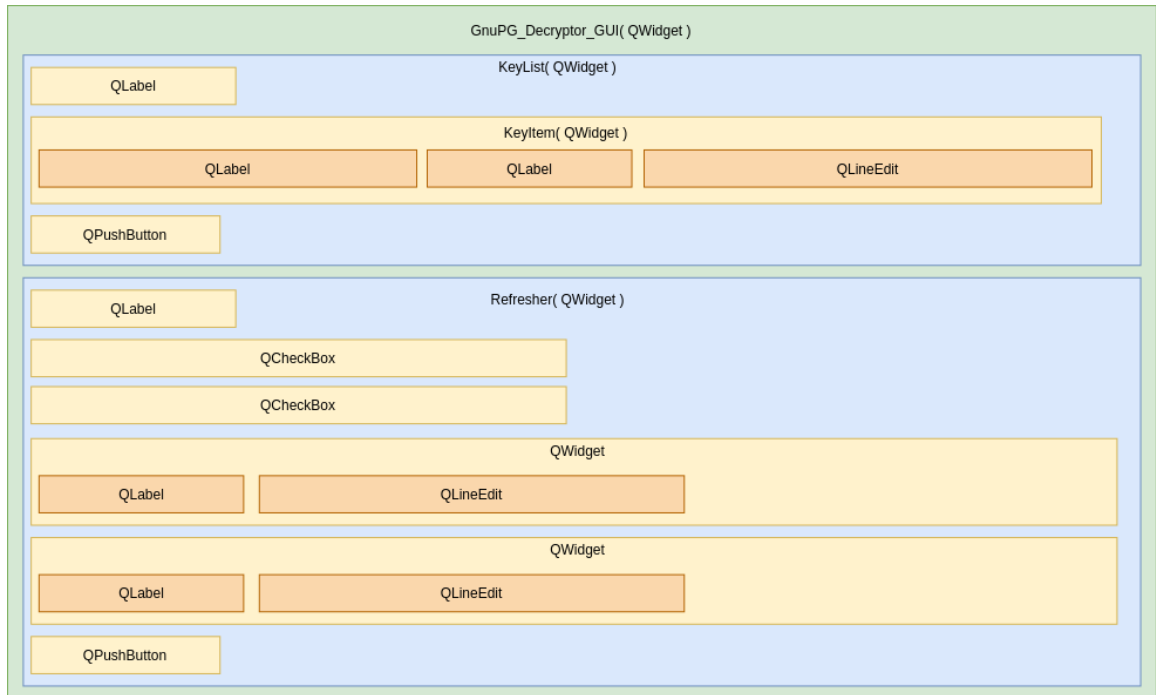 GnuPG_Decryptor_GUI( QWidget )
KeyList( QWidget )
QLabel
KeyItem( QWidget )
QLabel
QLabel
QLineEdit
QPushButton
Refresher( QWidget )
QLabel
QCheckBox
QCheckBox
QWidget
QLabel
QLineEdit
QWidget
QLabel
QLineEdit
QPushButton